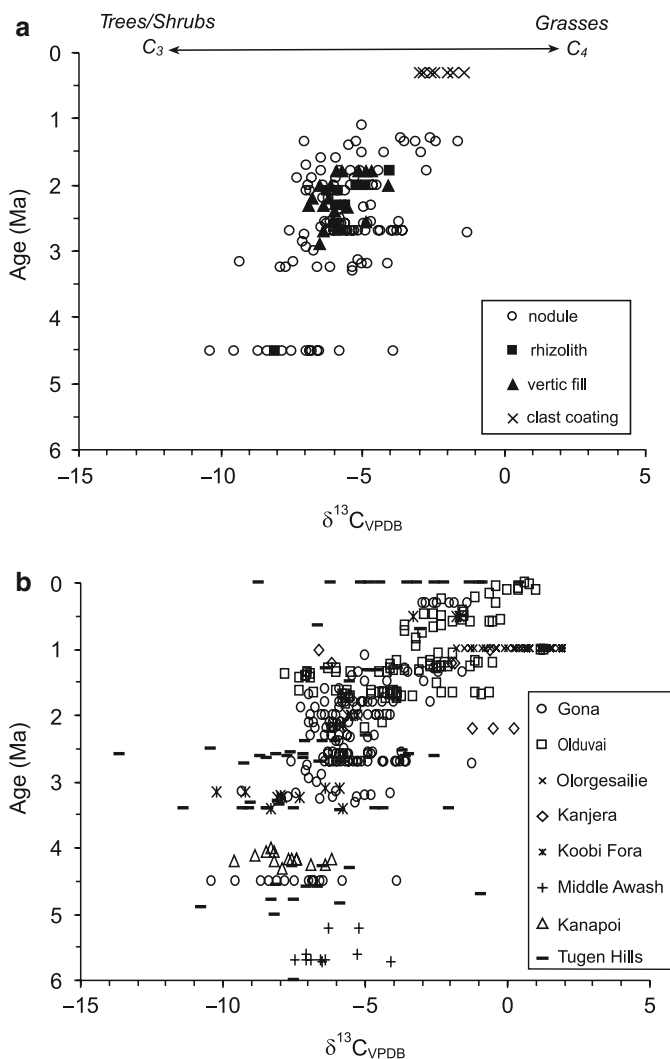 a
Trees/Shrubs Grasses
C3 C4
0
1
2
3
4
5
6
Age (Ma)
nodule
rhizolith
vertic fill
clast coating
−15 −10 −5 0 5
δ13CVPDB
b
0
1
2
3
4
5
6
Age (Ma)
Gona
Olduvai
Olorgesailie
Kanjera
Koobi Fora
Middle Awash
Kanapoi
Tugen Hills
−15 −10 −5 0 5
δ13CVPDB